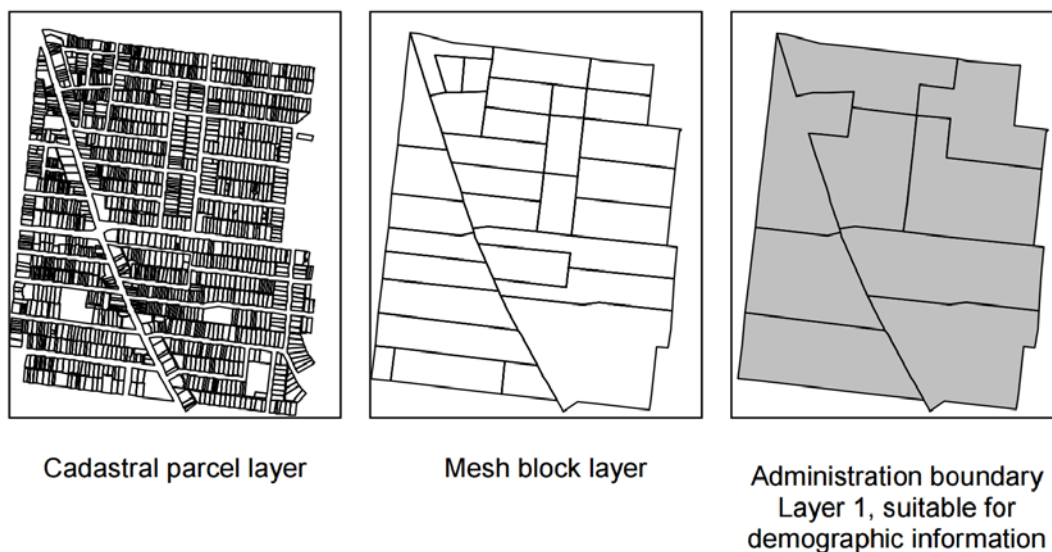 Cadastral parcel layer
Mesh block layer
Administration boundary
Layer 1, suitable for
demographic information